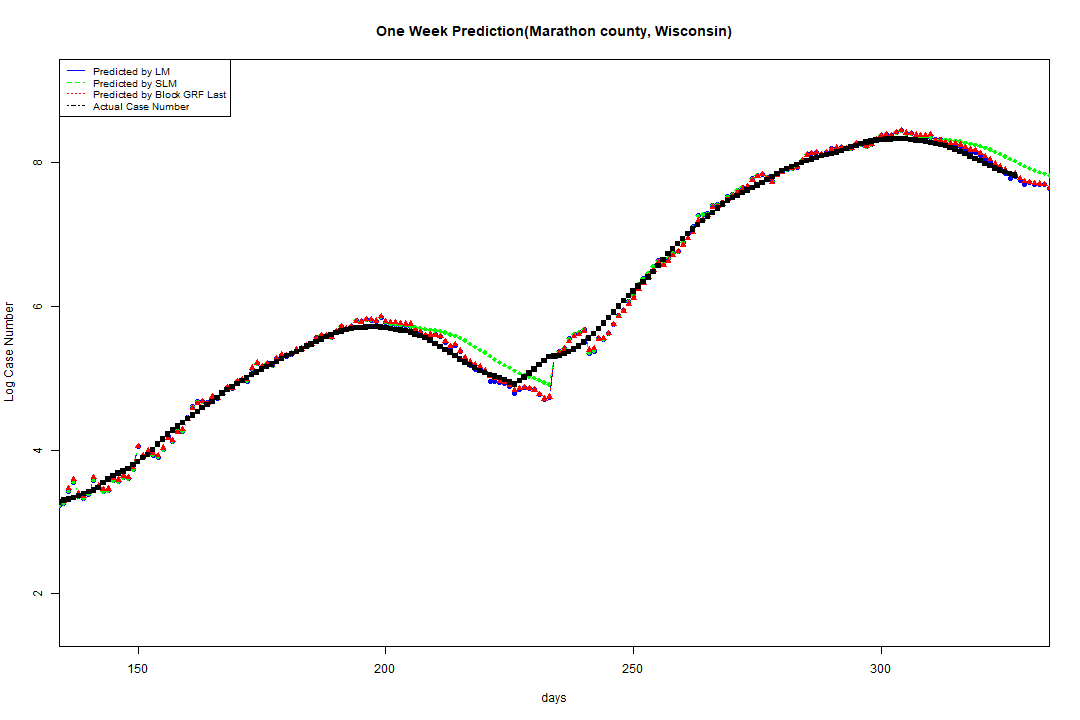 One Week Prediction(Marathon county, Wisconsin)
Predicted by LM
Predicted by SLM
Predicted by Block GRF Last
Actual Case Number
8
6
4
2
Log Case Number
150 200 250 300
days